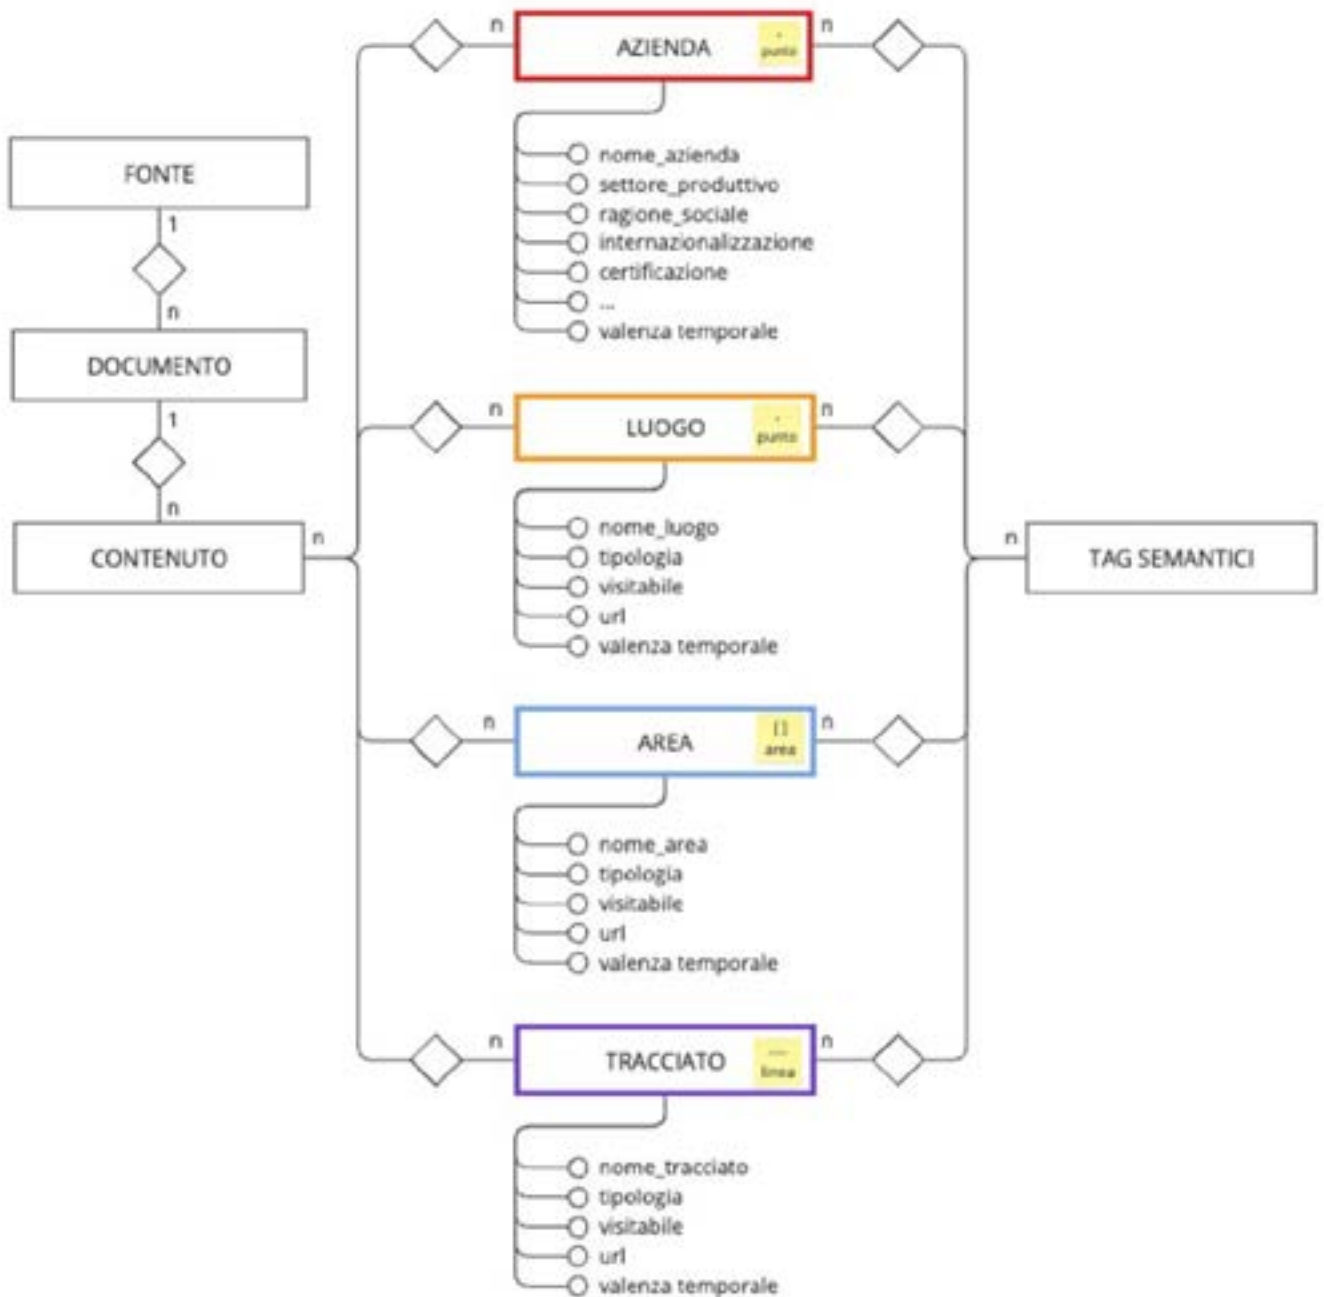 n
AZIENDA
punto
n
nome_azienda
settore_produttivo
ragione_sociale
internazionalizzazione
certificazione
...
valenza temporale
FONTE
1
n
DOCUMENTO
1
n
CONTENUTO
n
n
LUOGO
punto
n
nome_luogo
tipologia
visitabile
url
valenza temporale
n
TAG SEMANTICI
n
AREA
[ ]
area
n
nome_area
tipologia
visitabile
url
valenza temporale
n
TRACCIATO
linea
n
nome_tracciato
tipologia
visitabile
url
valenza temporale